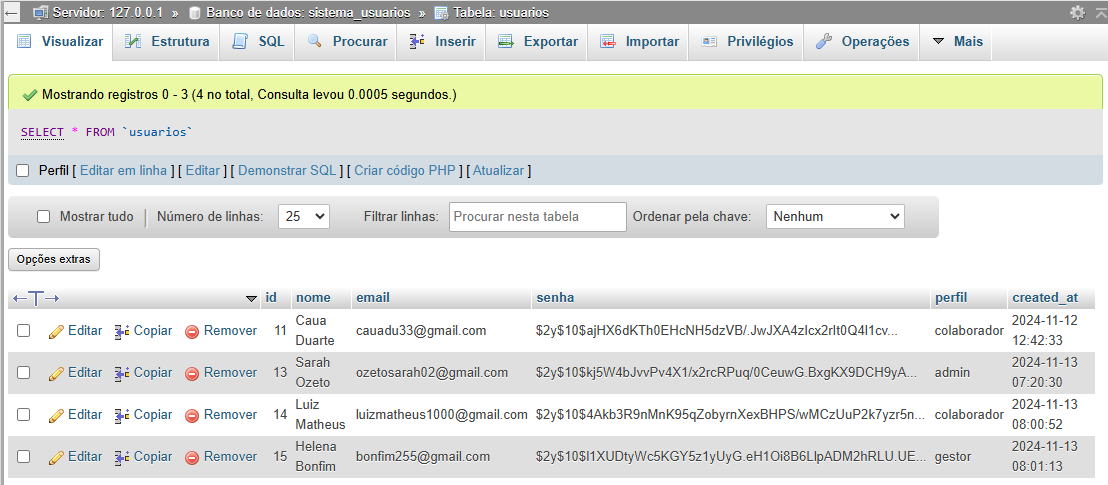 Servidor: 127.0.0.1 » Banco de dados: sistema_usuarios » Tabela: usuarios
Visualizar Estrutura SQL Procurar Inserir Exportar Importar Privilégios Operações Mais
Mostrando registros 0 - 3 (4 no total, Consulta levou 0.0005 segundos.)
SELECT * FROM `usuarios`
Perfil [ Editar em linha ] [ Editar ] [ Demonstrar SQL ] [ Criar código PHP ] [ Atualizar ]
Mostrar tudo Número de linhas: 25 Filtrar linhas: Procurar nesta tabela Ordenar pela chave: Nenhum
Opções extras
←T→ id nome email senha perfil created_at
Editar Copiar Remover 11 Caua Duarte cauadu33@gmail.com $2y$10$ajHX6dKTh0EHcNH5dzVB/.JwJXA4zIcx2rIt0Q4I1cv... colaborador 2024-11-12 12:42:33
Editar Copiar Remover 13 Sarah Ozeto ozetosarah02@gmail.com $2y$10$kj5W4bJvvPv4X1/x2rcRPuq/0CeuwG.BxgKX9DCH9yA... admin 2024-11-13 07:20:30
Editar Copiar Remover 14 Luiz Matheus luizmatheus1000@gmail.com $2y$10$4Akb3R9nMnK95qZobyrnXexBHPS/wMCzUuP2k7yzr5n... colaborador 2024-11-13 08:00:52
Editar Copiar Remover 15 Helena Bonfim bonfim255@gmail.com $2y$10$I1XUDtyWc5KGY5z1yUyG.eH1Oi8B6LIpADM2hRLU.UE... gestor 2024-11-13 08:01:13